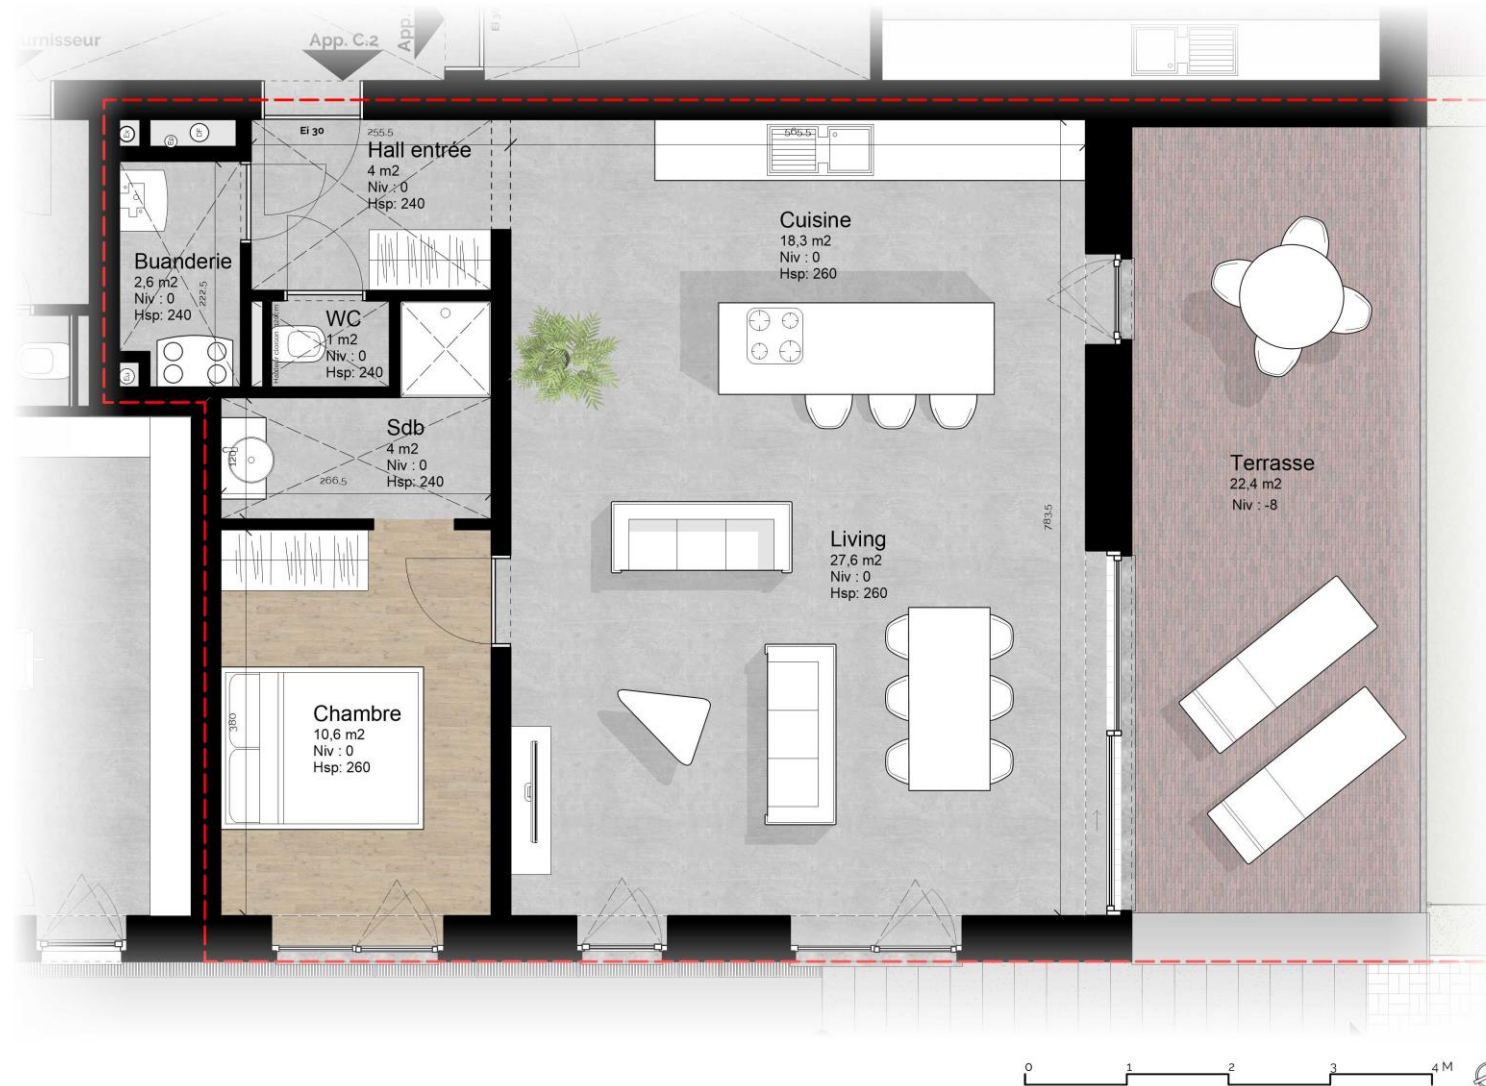 App. C.2
App.
Ei 30
255.5
565.5
Hall entrée
4 m2
Niv : 0
Hsp: 240
Cuisine
18,3 m2
Niv : 0
Hsp: 260
Buanderie
2,6 m2
Niv : 0
Hsp: 240
222.5
WC
1 m2
Niv : 0
Hsp: 240
Sdb
4 m2
Niv : 0
Hsp: 240
120
266.5
Terrasse
22,4 m2
Niv : -8
783.5
Living
27,6 m2
Niv : 0
Hsp: 260
Chambre
10,6 m2
Niv : 0
Hsp: 260
380
0 1 2 3 4 M